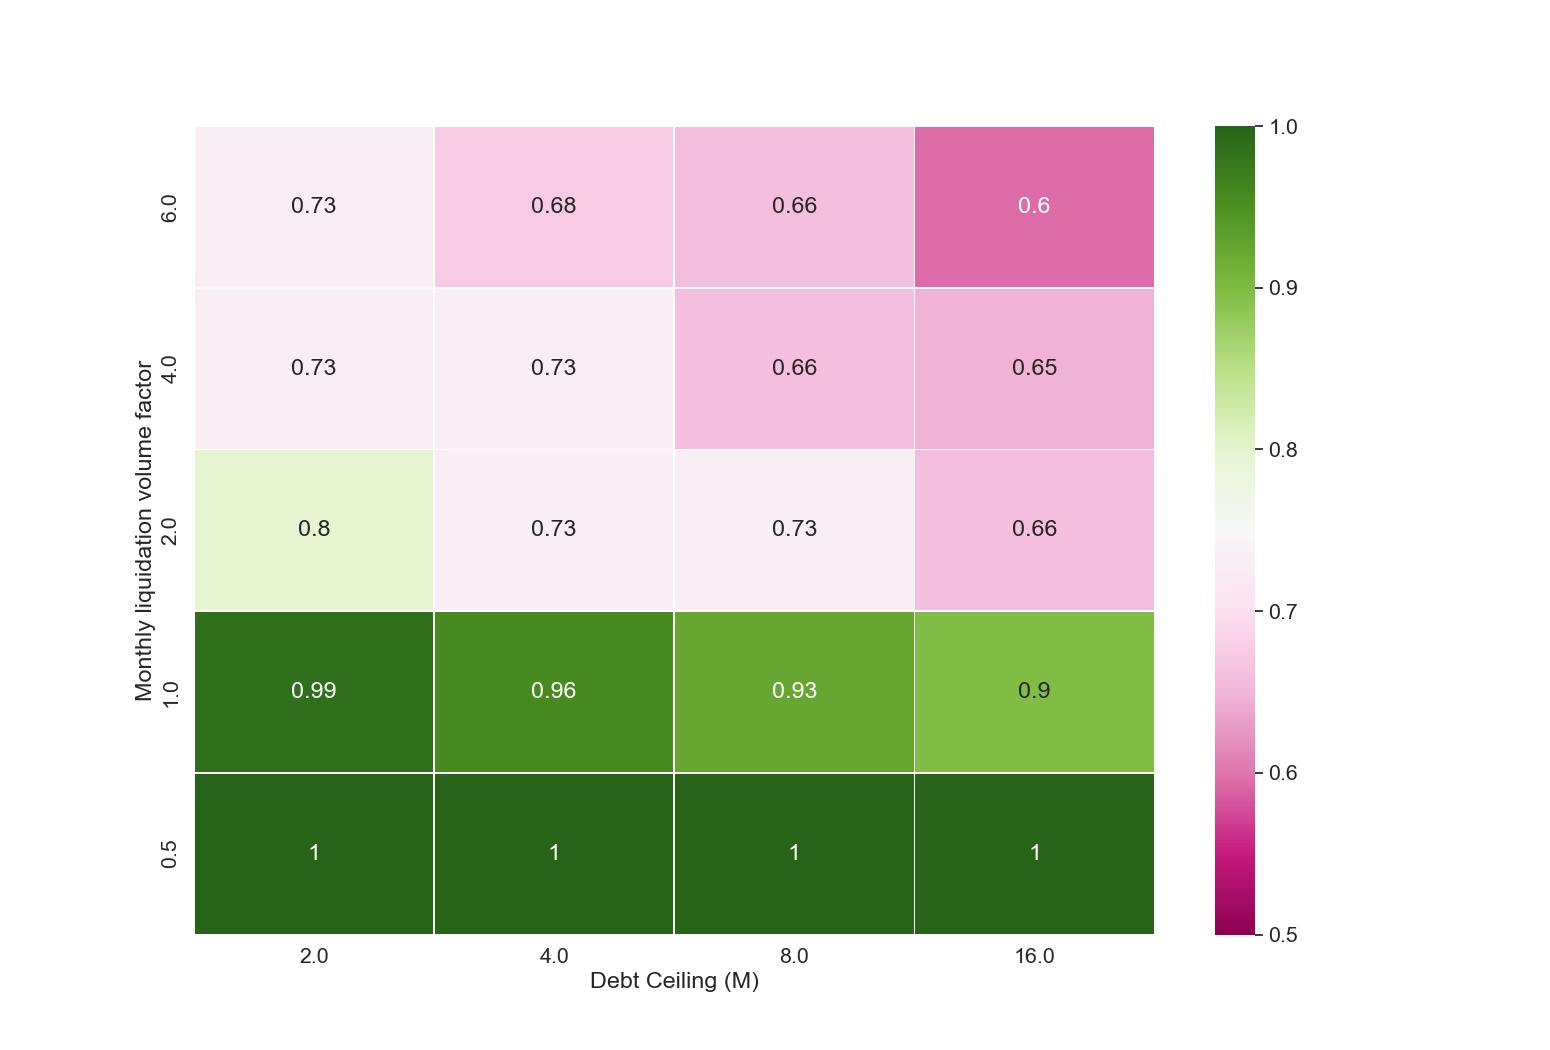 1.0
6.0 0.73 0.68 0.66 0.6
0.9
4.0 0.73 0.73 0.66 0.65
0.8
Monthly liquidation volume factor
2.0 0.8 0.73 0.73 0.66
0.7
1.0 0.99 0.96 0.93 0.9
0.6
0.5 1 1 1 1
0.5
2.0 4.0 8.0 16.0
Debt Ceiling (M)